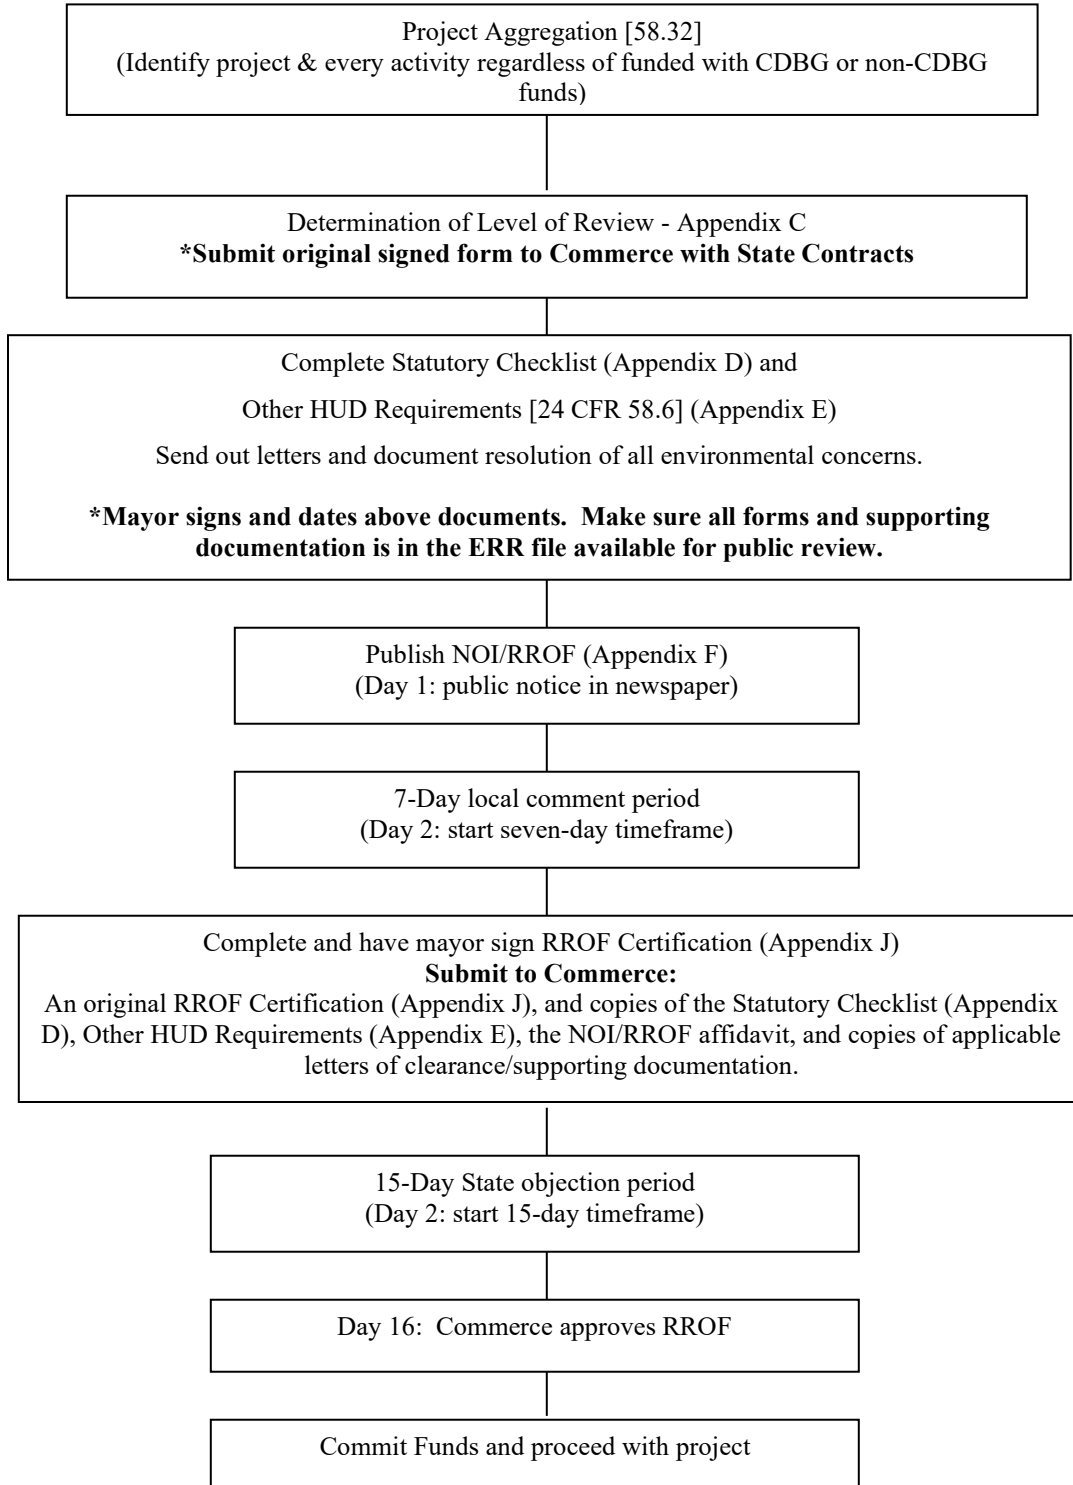 Project Aggregation [58.32]
(Identify project & every activity regardless of funded with CDBG or non-CDBG
funds)
Determination of Level of Review - Appendix C
*Submit original signed form to Commerce with State Contracts
Complete Statutory Checklist (Appendix D) and
Other HUD Requirements [24 CFR 58.6] (Appendix E)
Send out letters and document resolution of all environmental concerns.
*Mayor signs and dates above documents.  Make sure all forms and supporting
documentation is in the ERR file available for public review.
Publish NOI/RROF (Appendix F)
(Day 1: public notice in newspaper)
7-Day local comment period
(Day 2: start seven-day timeframe)
Complete and have mayor sign RROF Certification (Appendix J)
Submit to Commerce:
An original RROF Certification (Appendix J), and copies of the Statutory Checklist (Appendix
D), Other HUD Requirements (Appendix E), the NOI/RROF affidavit, and copies of applicable
letters of clearance/supporting documentation.
15-Day State objection period
(Day 2: start 15-day timeframe)
Day 16:  Commerce approves RROF
Commit Funds and proceed with project